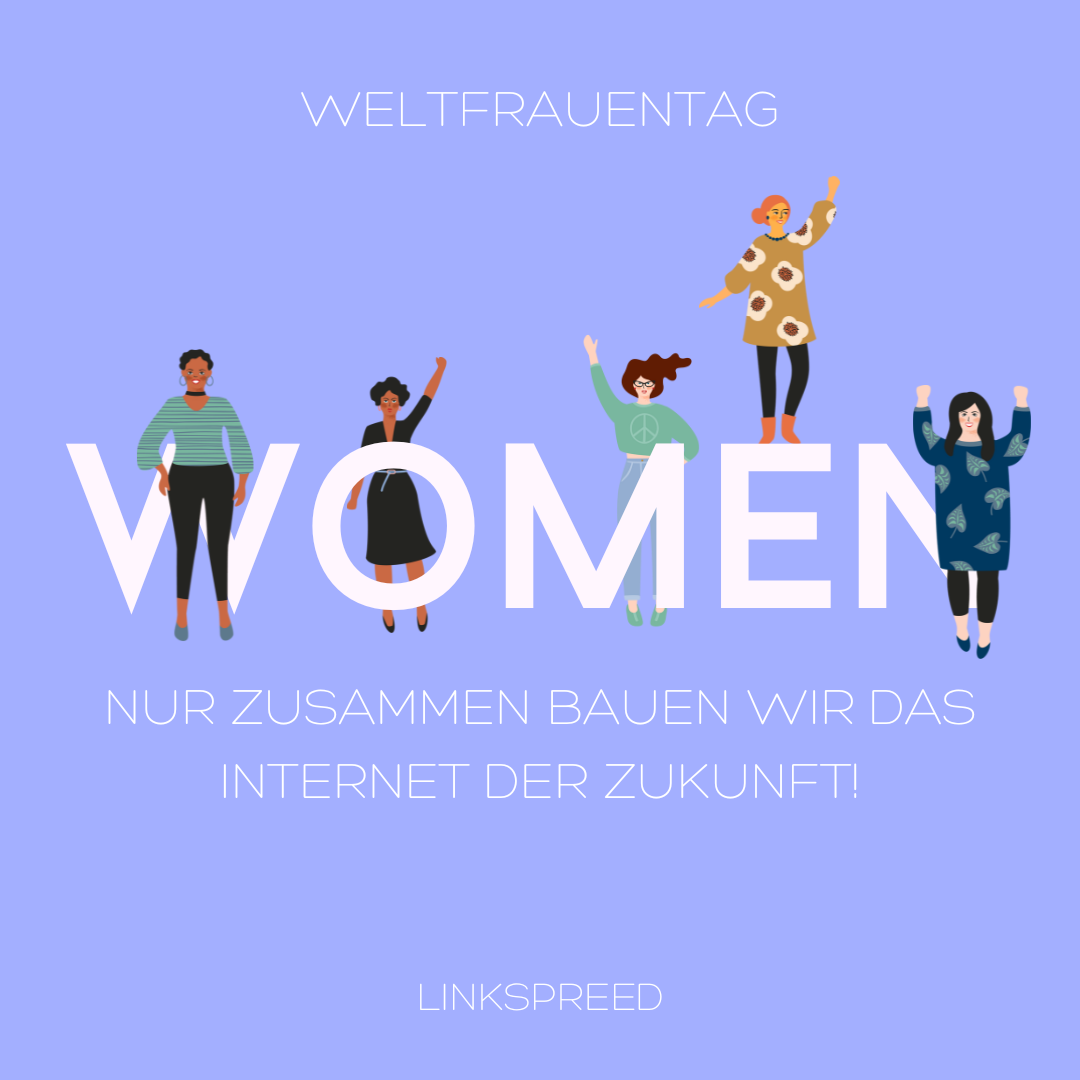 WELTFRAUENTAG
WOMEN
NUR ZUSAMMEN BAUEN WIR DAS
INTERNET DER ZUKUNFT!
LINKSPREED